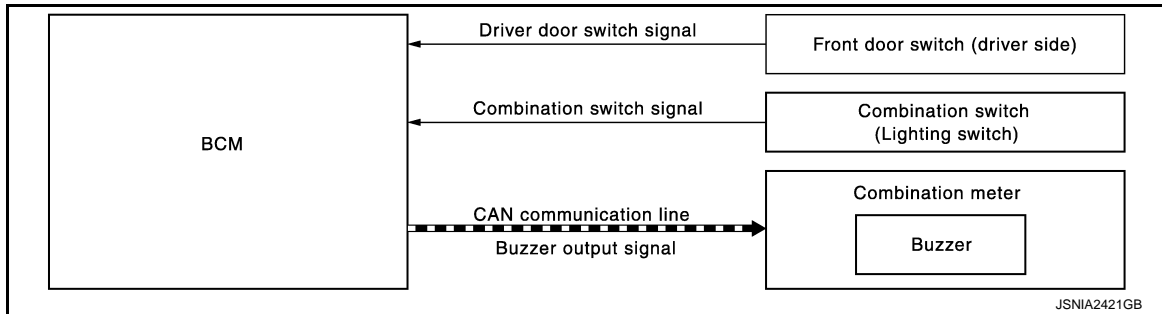 Driver door switch signal
Front door switch (driver side)
Combination switch signal
Combination switch
(Lighting switch)
BCM
Combination meter
CAN communication line
Buzzer output signal
Buzzer
JSNIA2421GB